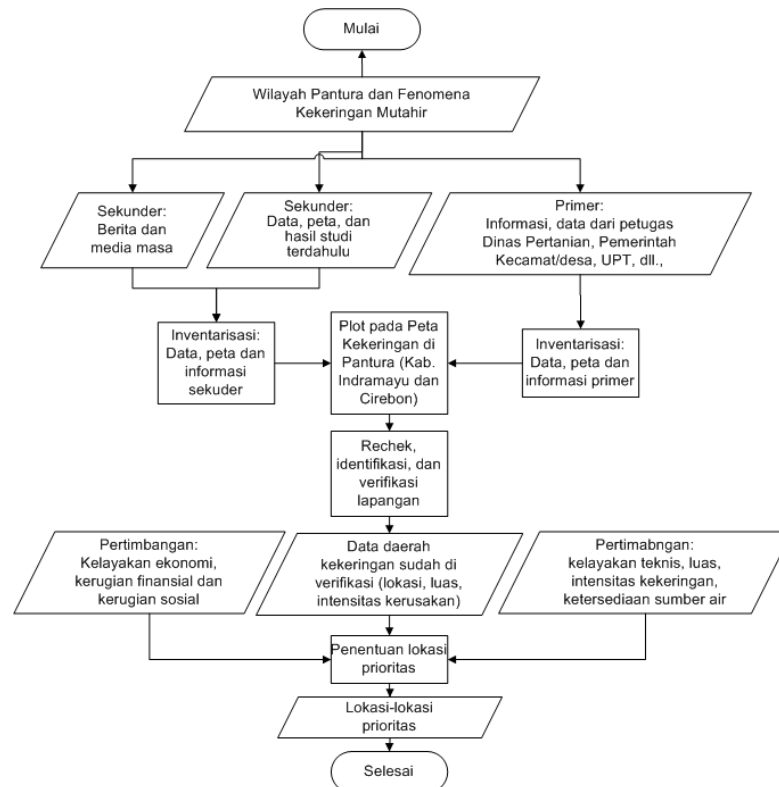 Mulai
Wilayah Pantura dan Fenomena
Kekeringan Mutahir
Sekunder:
Berita dan
media masa
Sekunder:
Data, peta, dan
hasil studi
terdahulu
Primer:
Informasi, data dari petugas
Dinas Pertanian, Pemerintah
Kecamat/desa, UPT, dll.,
Inventarisasi:
Data, peta dan
informasi
sekuder
Plot pada Peta
Kekeringan di
Pantura (Kab.
Indramayu dan
Cirebon)
Inventarisasi:
Data, peta dan
informasi primer
Rechek,
identifikasi, dan
verifikasi
lapangan
Pertimbangan:
Kelayakan ekonomi,
kerugian finansial dan
kerugian sosial
Data daerah
kekeringan sudah di
verifikasi (lokasi, luas,
intensitas kerusakan)
Pertimabngan:
kelayakan teknis, luas,
intensitas kekeringan,
ketersediaan sumber air
Penentuan lokasi
prioritas
Lokasi-lokasi
prioritas
Selesai